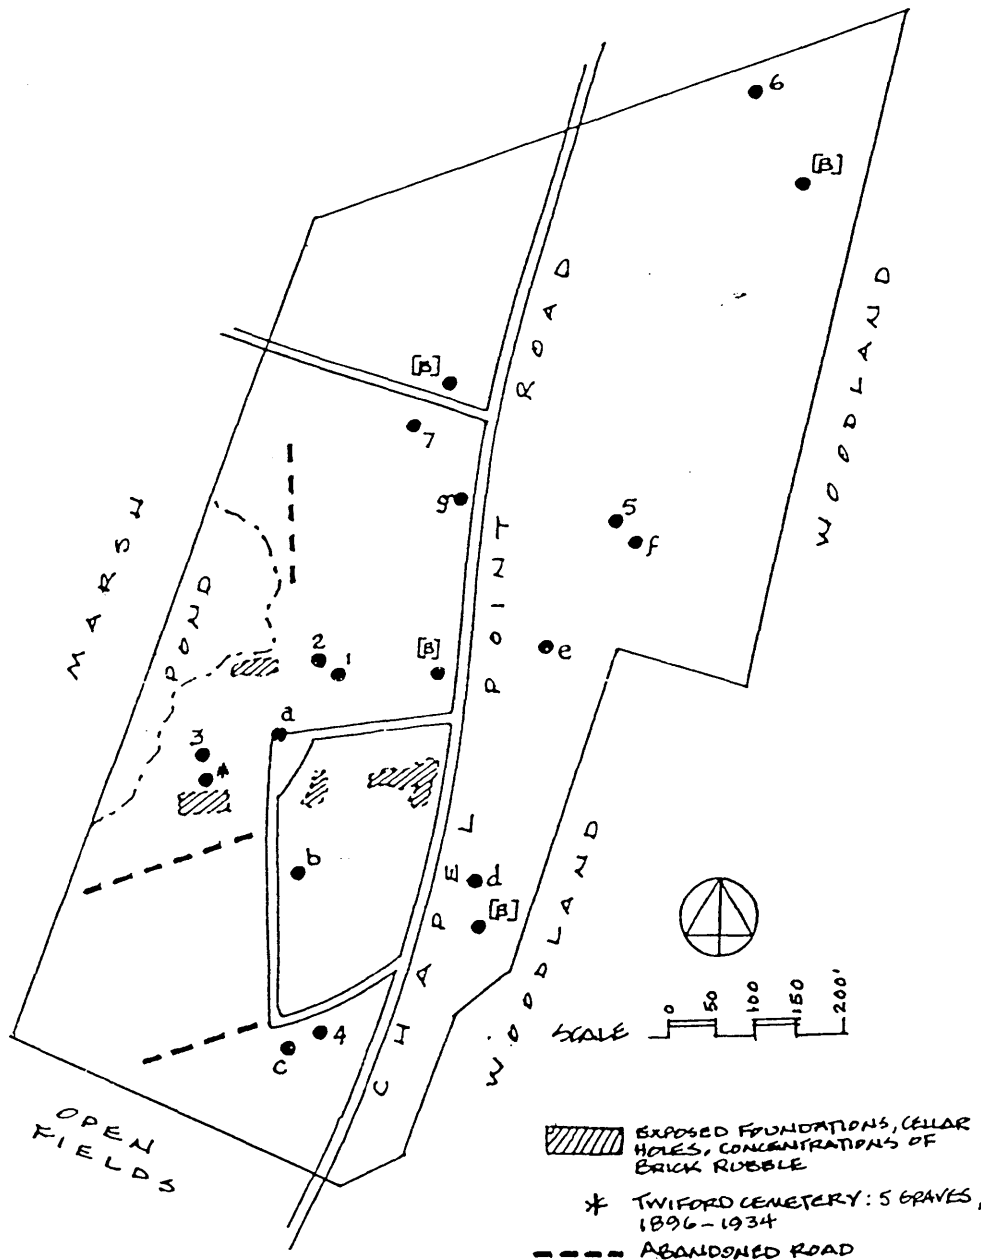 6
[B]
ROAD
WOODLAND
[B]
7
g
5
f
MARSH
POND
POINT
2
1
[B]
e
a
3
*
b
CHAPEL
d
[B]
WOODLAND
4
c
OPEN
FIELDS
0 50 100 150 200'
SCALE
EXPOSED FOUNDATIONS, CELLAR
HOLES, CONCENTRATIONS OF
BRICK RUBBLE
* TWIFORD CEMETERY: 5 GRAVES,
1896-1934
ABANDONED ROAD